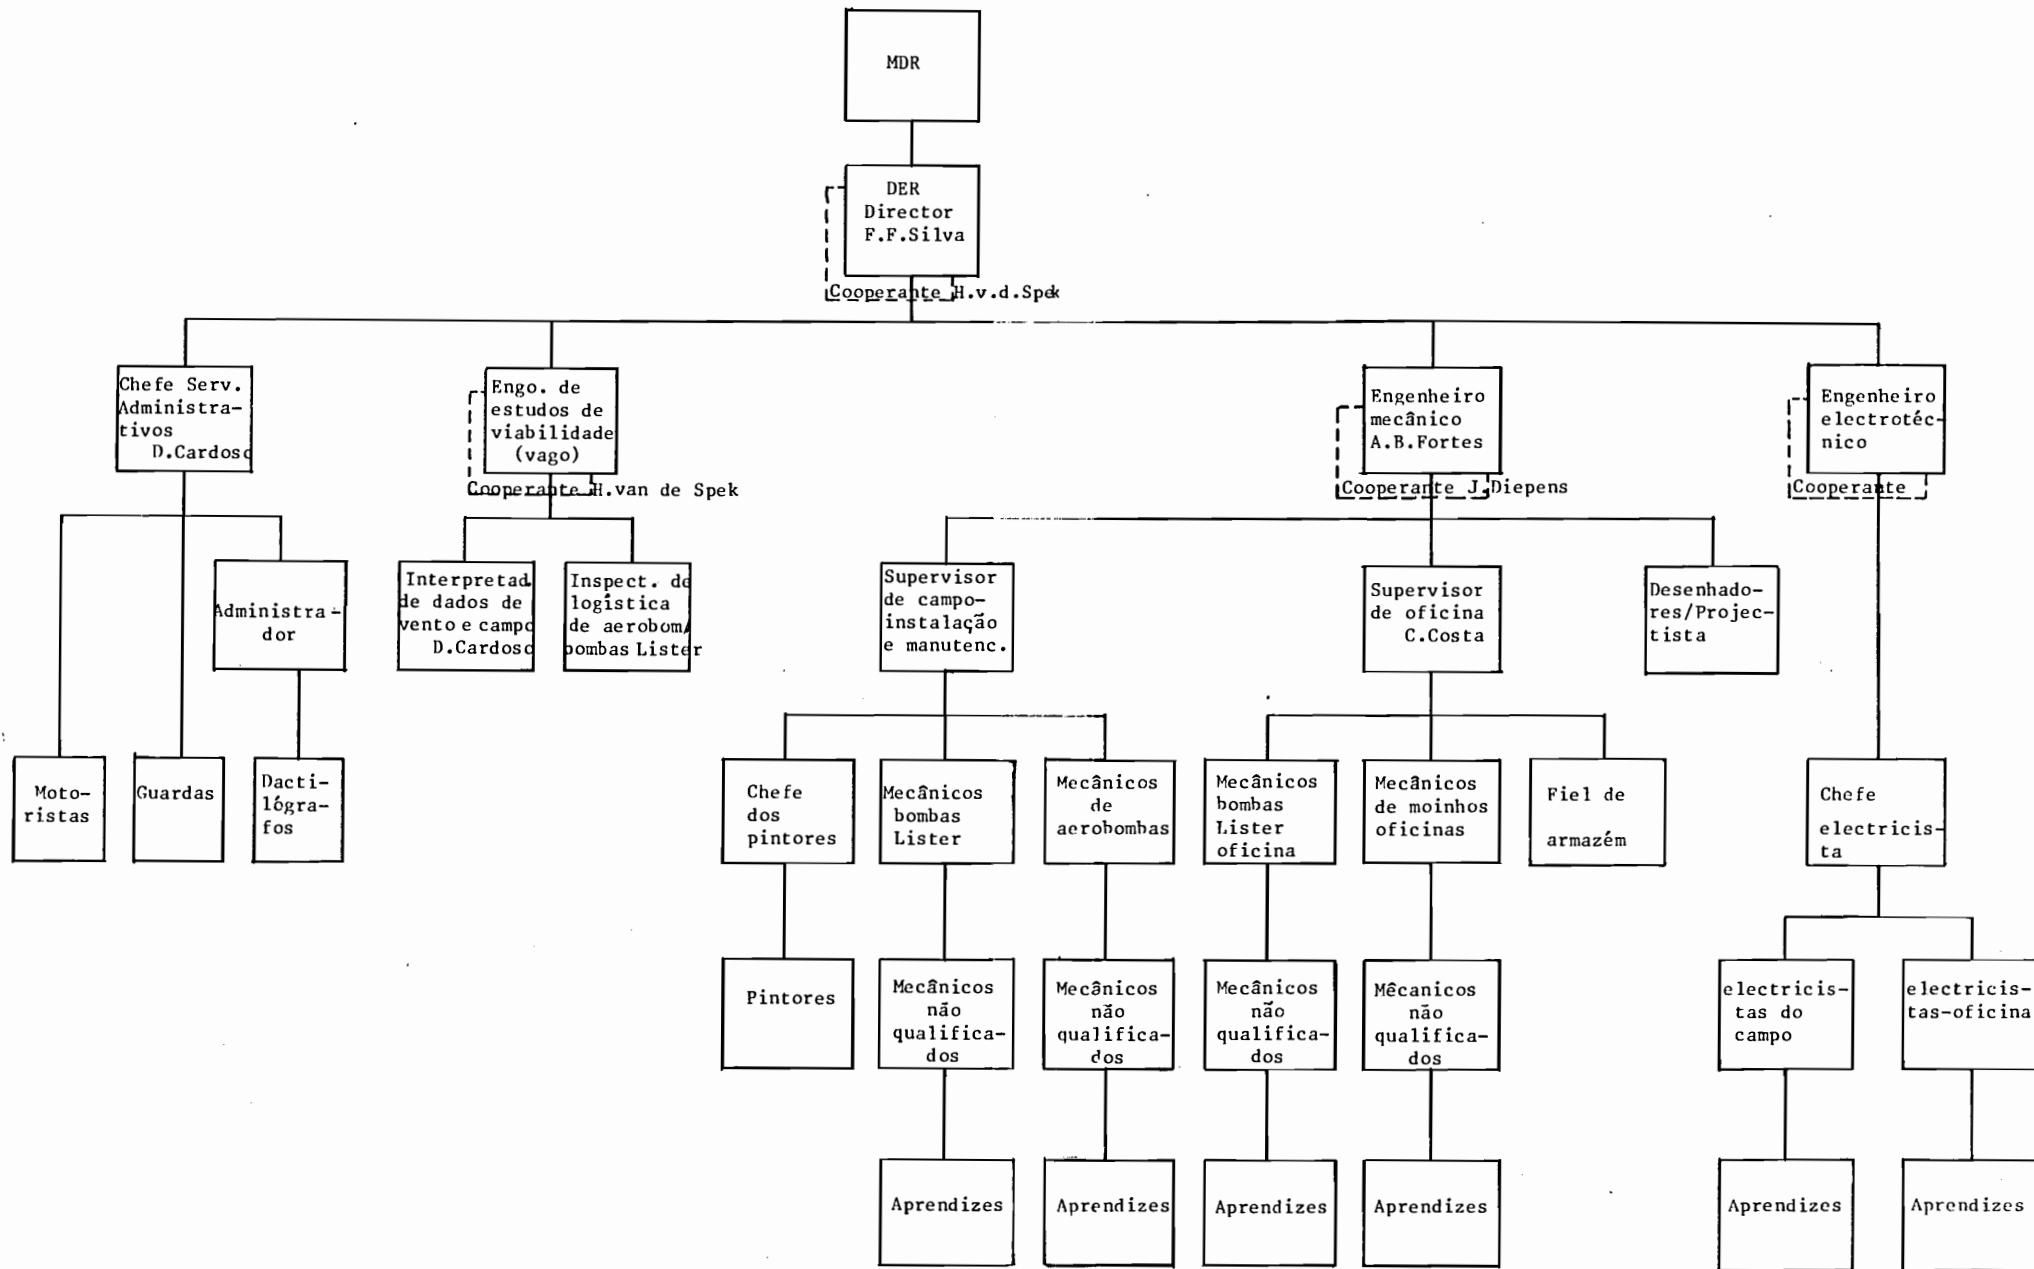 MDR
DER
Director
F.F.Silva
Cooperante H.v.d.Spek
Chefe Serv.
Administra-
tivos
D.Cardoso
Engo. de
estudos de
viabilidade
(vago)
Cooperante H.van de Spek
Engenheiro
mecânico
A.B.Fortes
Cooperante J.Diepens
Engenheiro
electrotéc-
nico
Cooperante
Administra-
dor
Interpretad.
de dados de
vento e campo
D.Cardoso
Inspect. de
logística
de aerobom/
bombas Lister
Supervisor
de campo-
instalação
e manutenc.
Supervisor
de oficina
C.Costa
Desenhado-
res/Projec-
tista
Moto-
ristas
Guardas
Dacti-
lógra-
fos
Chefe
dos
pintores
Mecânicos
bombas
Lister
Mecânicos
de
aerobombas
Mecânicos
bombas
Lister
oficina
Mecânicos
de moinhos
oficinas
Fiel de
armazém
Chefe
electricis-
ta
Pintores
Mecânicos
não
qualifica-
dos
Mecânicos
não
qualifica-
dos
Mecânicos
não
qualifica-
dos
Mêcanicos
não
qualifica-
dos
electricis-
tas do
campo
electricis-
tas-oficina
Aprendizes
Aprendizes
Aprendizes
Aprendizes
Aprendizes
Aprendizes